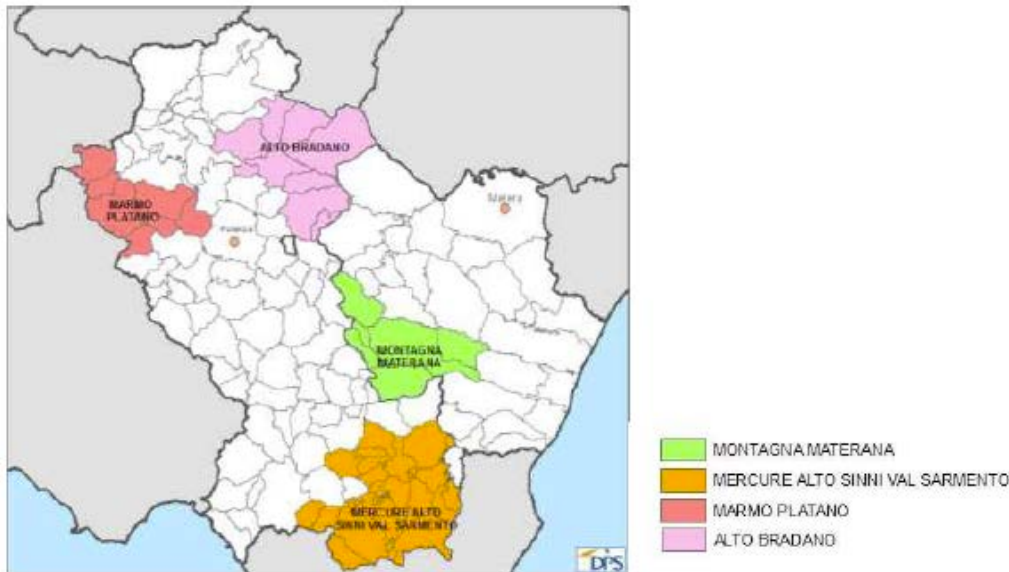 ALTO BRADANO
MARMO
PLATANO
Potenza
Matera
MONTAGNA
MATERANA
MERCURE ALTO
SINNI VAL SARMENTO
DPS
MONTAGNA MATERANA
MERCURE ALTO SINNI VAL SARMENTO
MARMO PLATANO
ALTO BRADANO